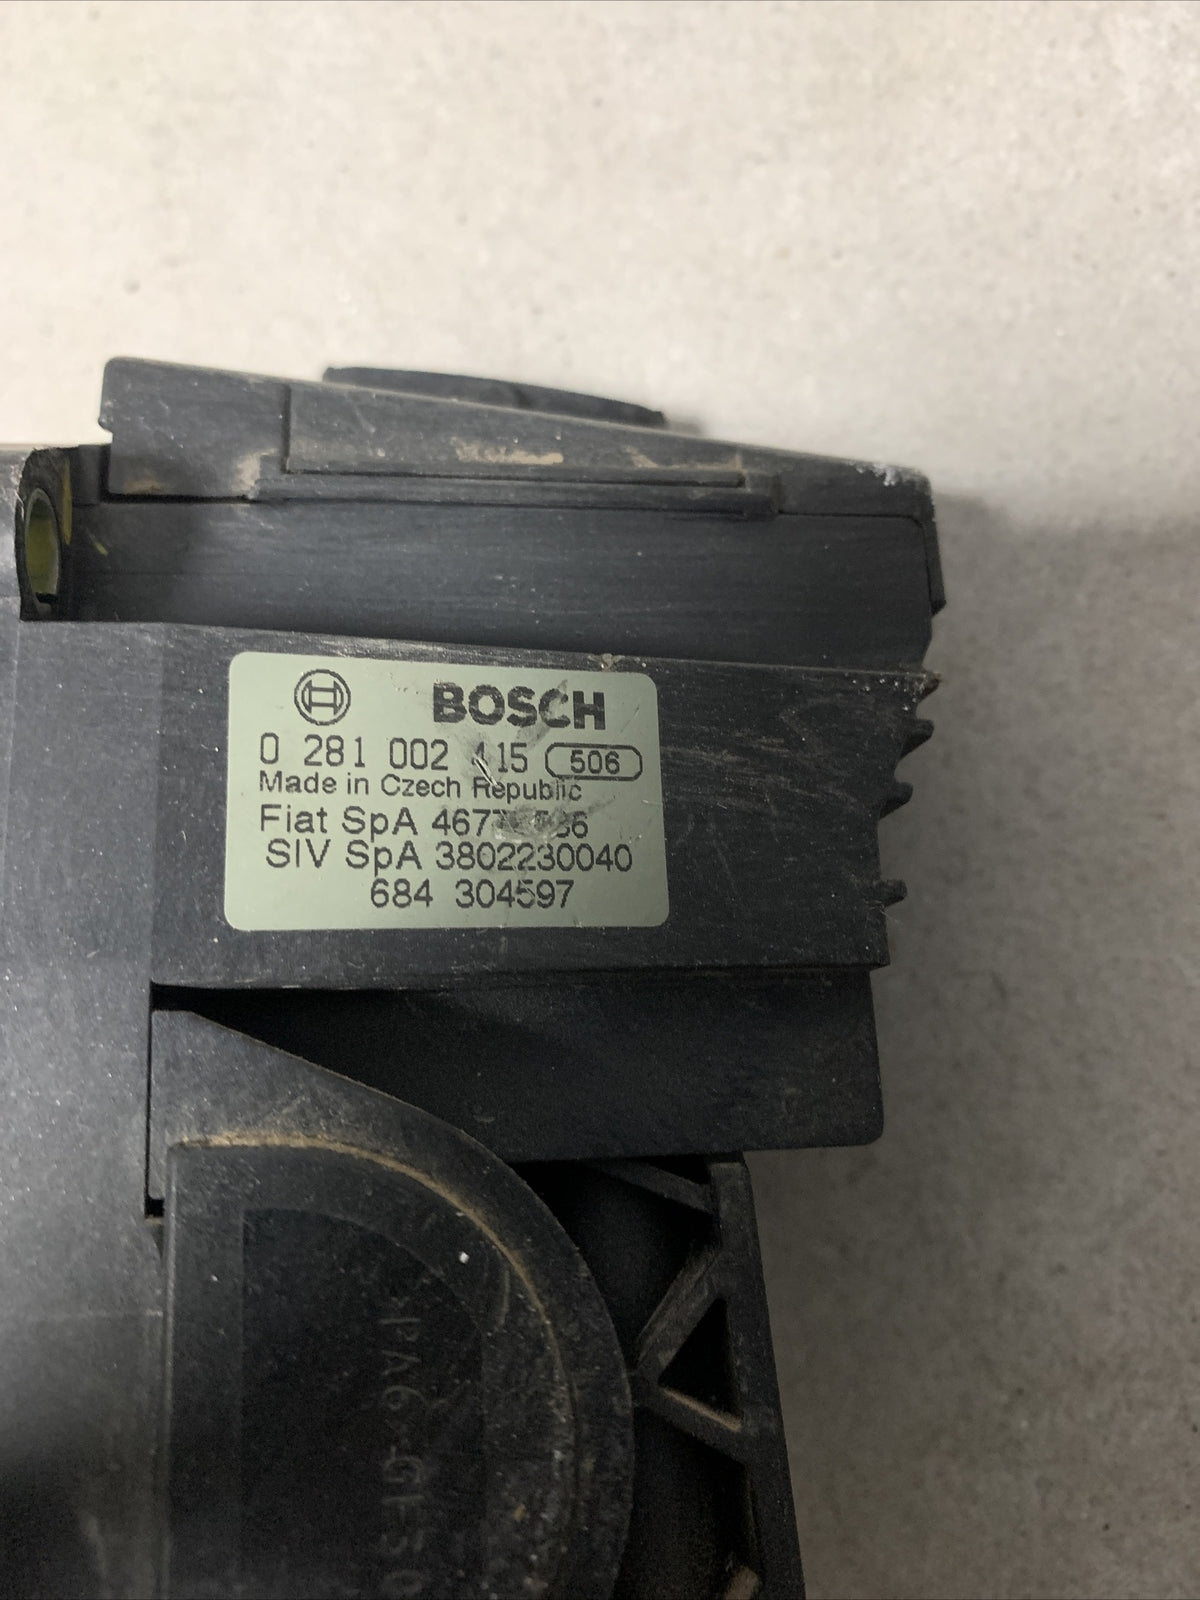 BOSCH
0 281 002 415 506
Made in Czech Republic
Fiat SpA
SIV SpA 3802230040
684 304597